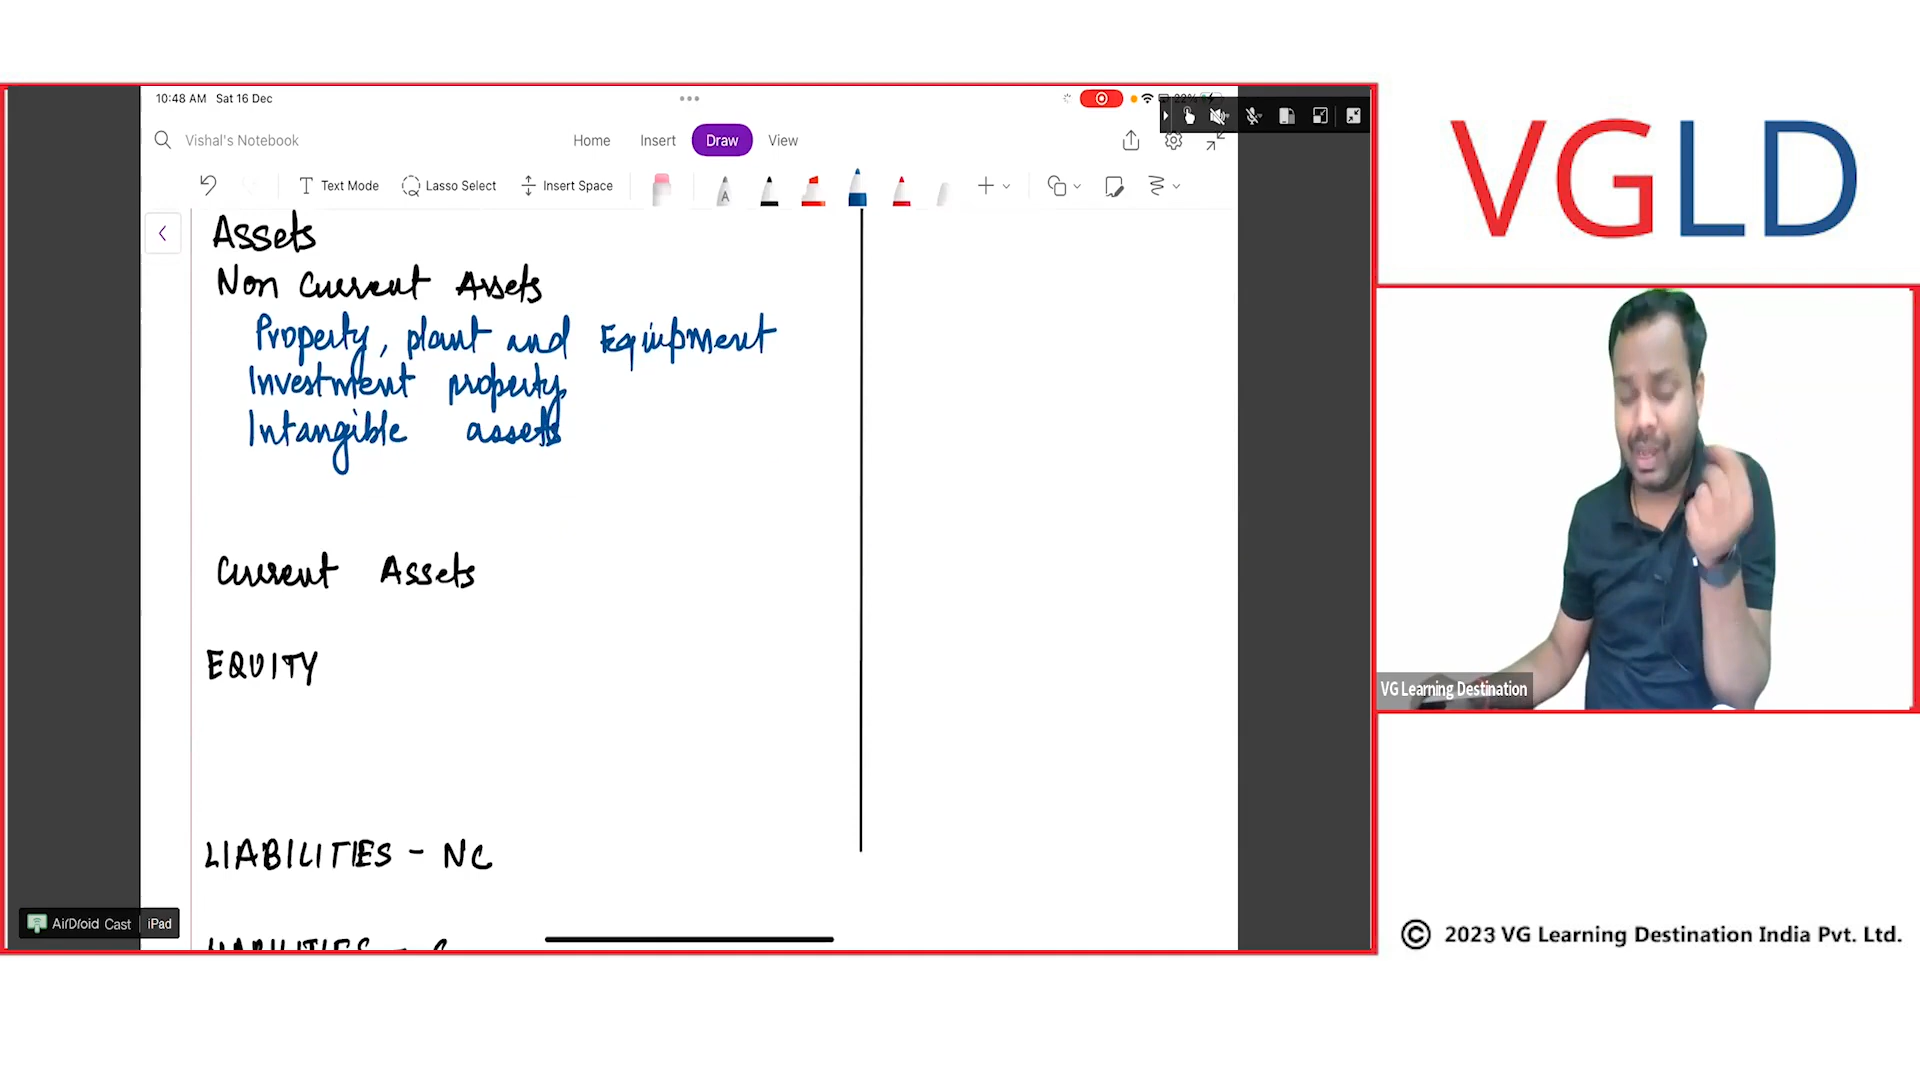 10:48 AM Sat 16 Dec
22%
Vishal's Notebook
Home Insert Draw View
Text Mode Lasso Select Insert Space
A
Assets
Non Current Assets
Property, plant and Equipment
Investment property
Intangible assets
Current Assets
EQUITY
LIABILITIES - NC
LIABILITIES - C
AirDroid Cast iPad
VGLD
VG Learning Destination
© 2023 VG Learning Destination India Pvt. Ltd.